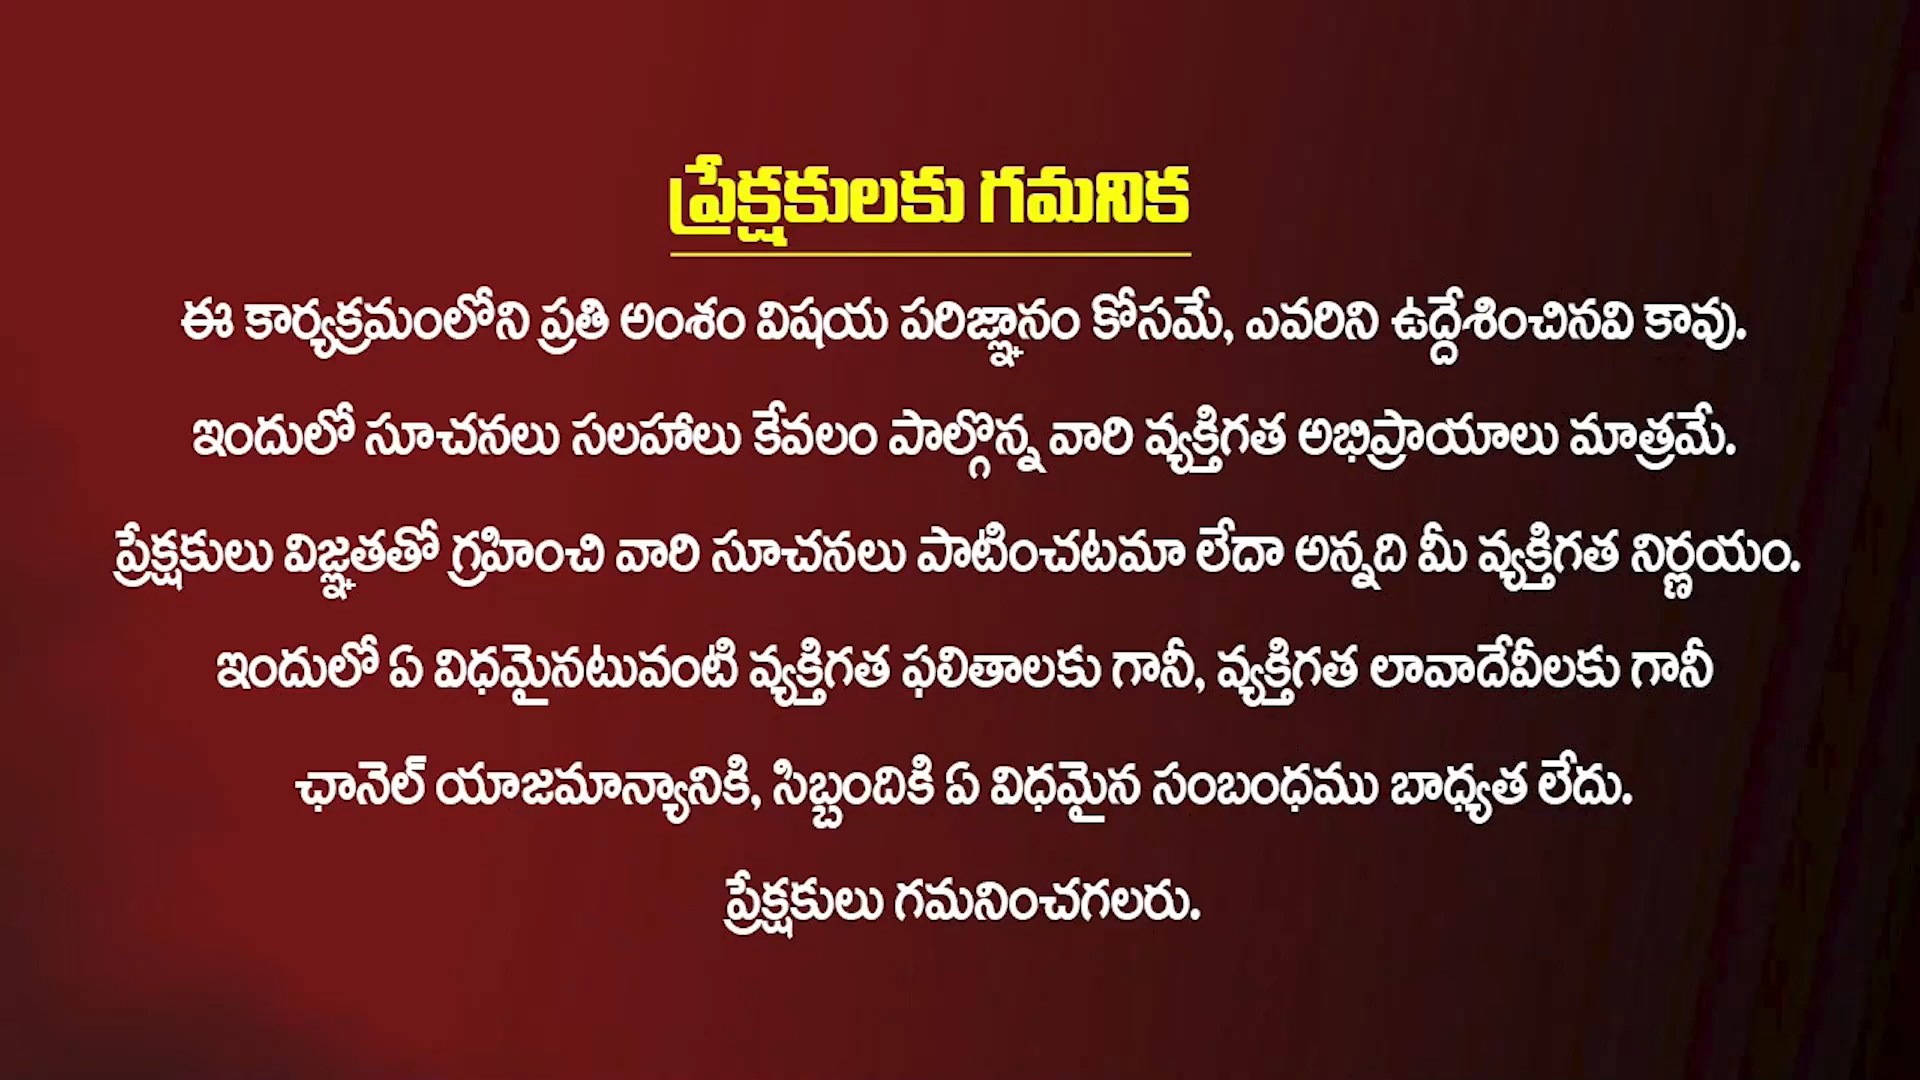 ప్రేక్షకులకు గమనిక
ఈ కార్యక్రమంలోని ప్రతి అంశం విషయ పరిజ్ఞానం కోసమే, ఎవరిని ఉద్దేశించినవి కావు.
ఇందులో సూచనలు సలహాలు కేవలం పాల్గొన్న వారి వ్యక్తిగత అభిప్రాయాలు మాత్రమే.
ప్రేక్షకులు విజ్ఞతతో గ్రహించి వారి సూచనలు పాటించటమా లేదా అన్నది మీ వ్యక్తిగత నిర్ణయం.
ఇందులో ఏ విధమైనటువంటి వ్యక్తిగత ఫలితాలకు గానీ, వ్యక్తిగత లావాదేవీలకు గానీ
ఛానెల్ యాజమాన్యానికి, సిబ్బందికి ఏ విధమైన సంబంధము బాధ్యత లేదు.
ప్రేక్షకులు గమనించగలరు.